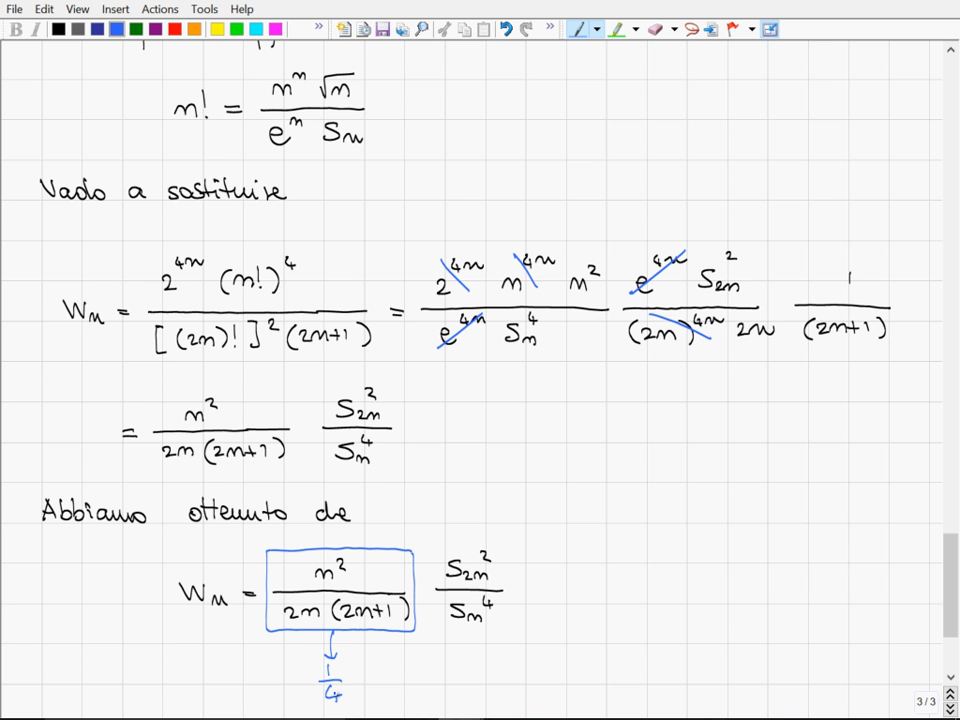 File Edit View Insert Actions Tools Help
B I
n! = n^n √n / e^n S_n
Vado a sostituire
W_n = 2^{4n} (n!)^4 / [(2n)!]^2 (2n+1) = 2^{4n} n^{4n} n^2 / e^{4n} S_n^4 e^{4n} S_{2n}^2 / (2n)^{4n} 2n 1 / (2n+1)
= n^2 / 2n (2n+1) S_{2n}^2 / S_n^4
Abbiamo ottenuto che
W_n = n^2 / 2n (2n+1) S_{2n}^2 / S_n^4
↓
1/4
3 / 3